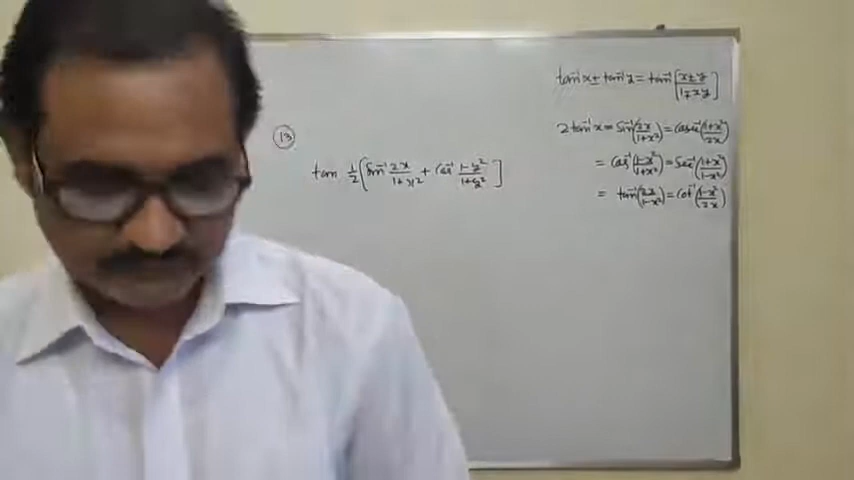 13
tan 1/2 [sin⁻¹ 2x/1+x² + cos⁻¹ 1-y²/1+y²]
tan⁻¹x ± tan⁻¹y = tan⁻¹[x±y/1∓xy]
2tan⁻¹x = sin⁻¹(2x/1+x²) = cosec⁻¹(1+x²/2x)
= cos⁻¹(1-x²/1+x²) = sec⁻¹(1+x²/1-x²)
= tan⁻¹(2x/1-x²) = cot⁻¹(1-x²/2x)